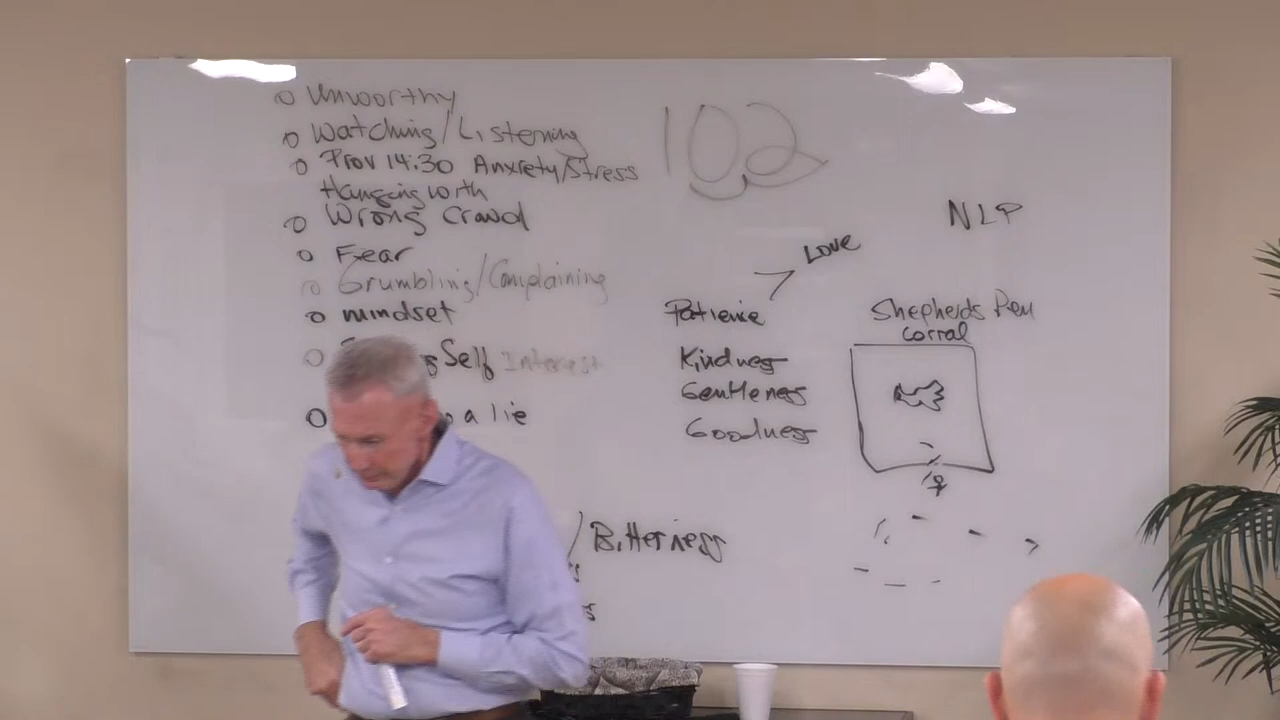 Unworthy
Watching/Listening
Prov 14:30 Anxiety/Stress
Hanging with
Wrong Crowd
Fear
Grumbling/Complaining
mindset
Self Interest
a lie
/ Bitterness
102
NLP
Love
Patience
Kindness
Gentleness
Goodness
Shepherds Pen
Corral